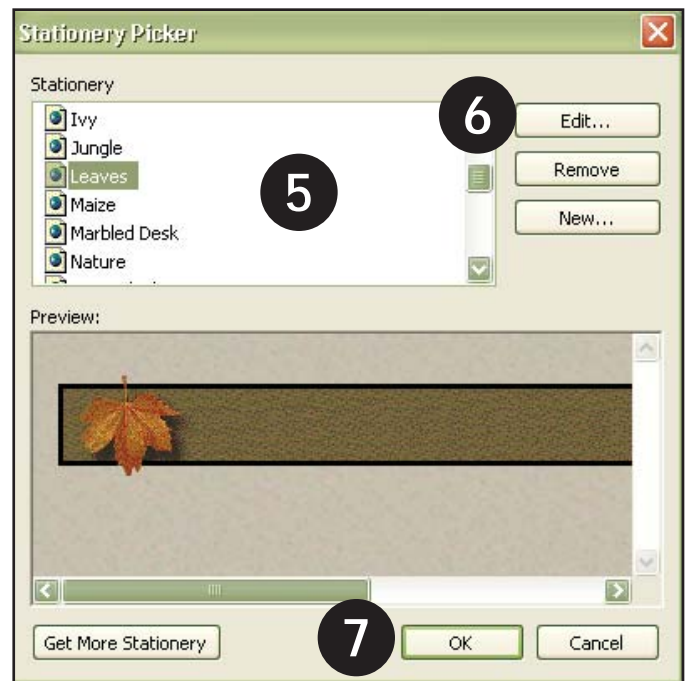 Stationery Picker
Stationery
Ivy
6
Edit...
Jungle
Leaves
5
Remove
Maize
New...
Marbled Desk
Nature
Preview:
Get More Stationery
7
OK
Cancel